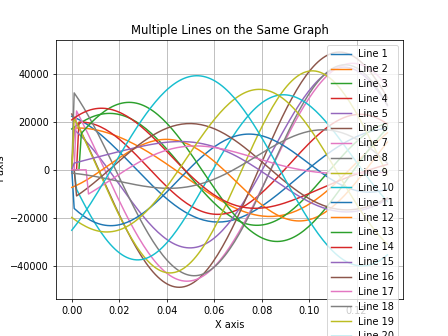 Multiple Lines on the Same Graph
40000
20000
0
−20000
−40000
0.00
0.02
0.04
0.06
0.08
0.10
X axis
Line 1
Line 2
Line 3
Line 4
Line 5
Line 6
Line 7
Line 8
Line 9
Line 10
Line 11
Line 12
Line 13
Line 14
Line 15
Line 16
Line 17
Line 18
Line 19
Line 20